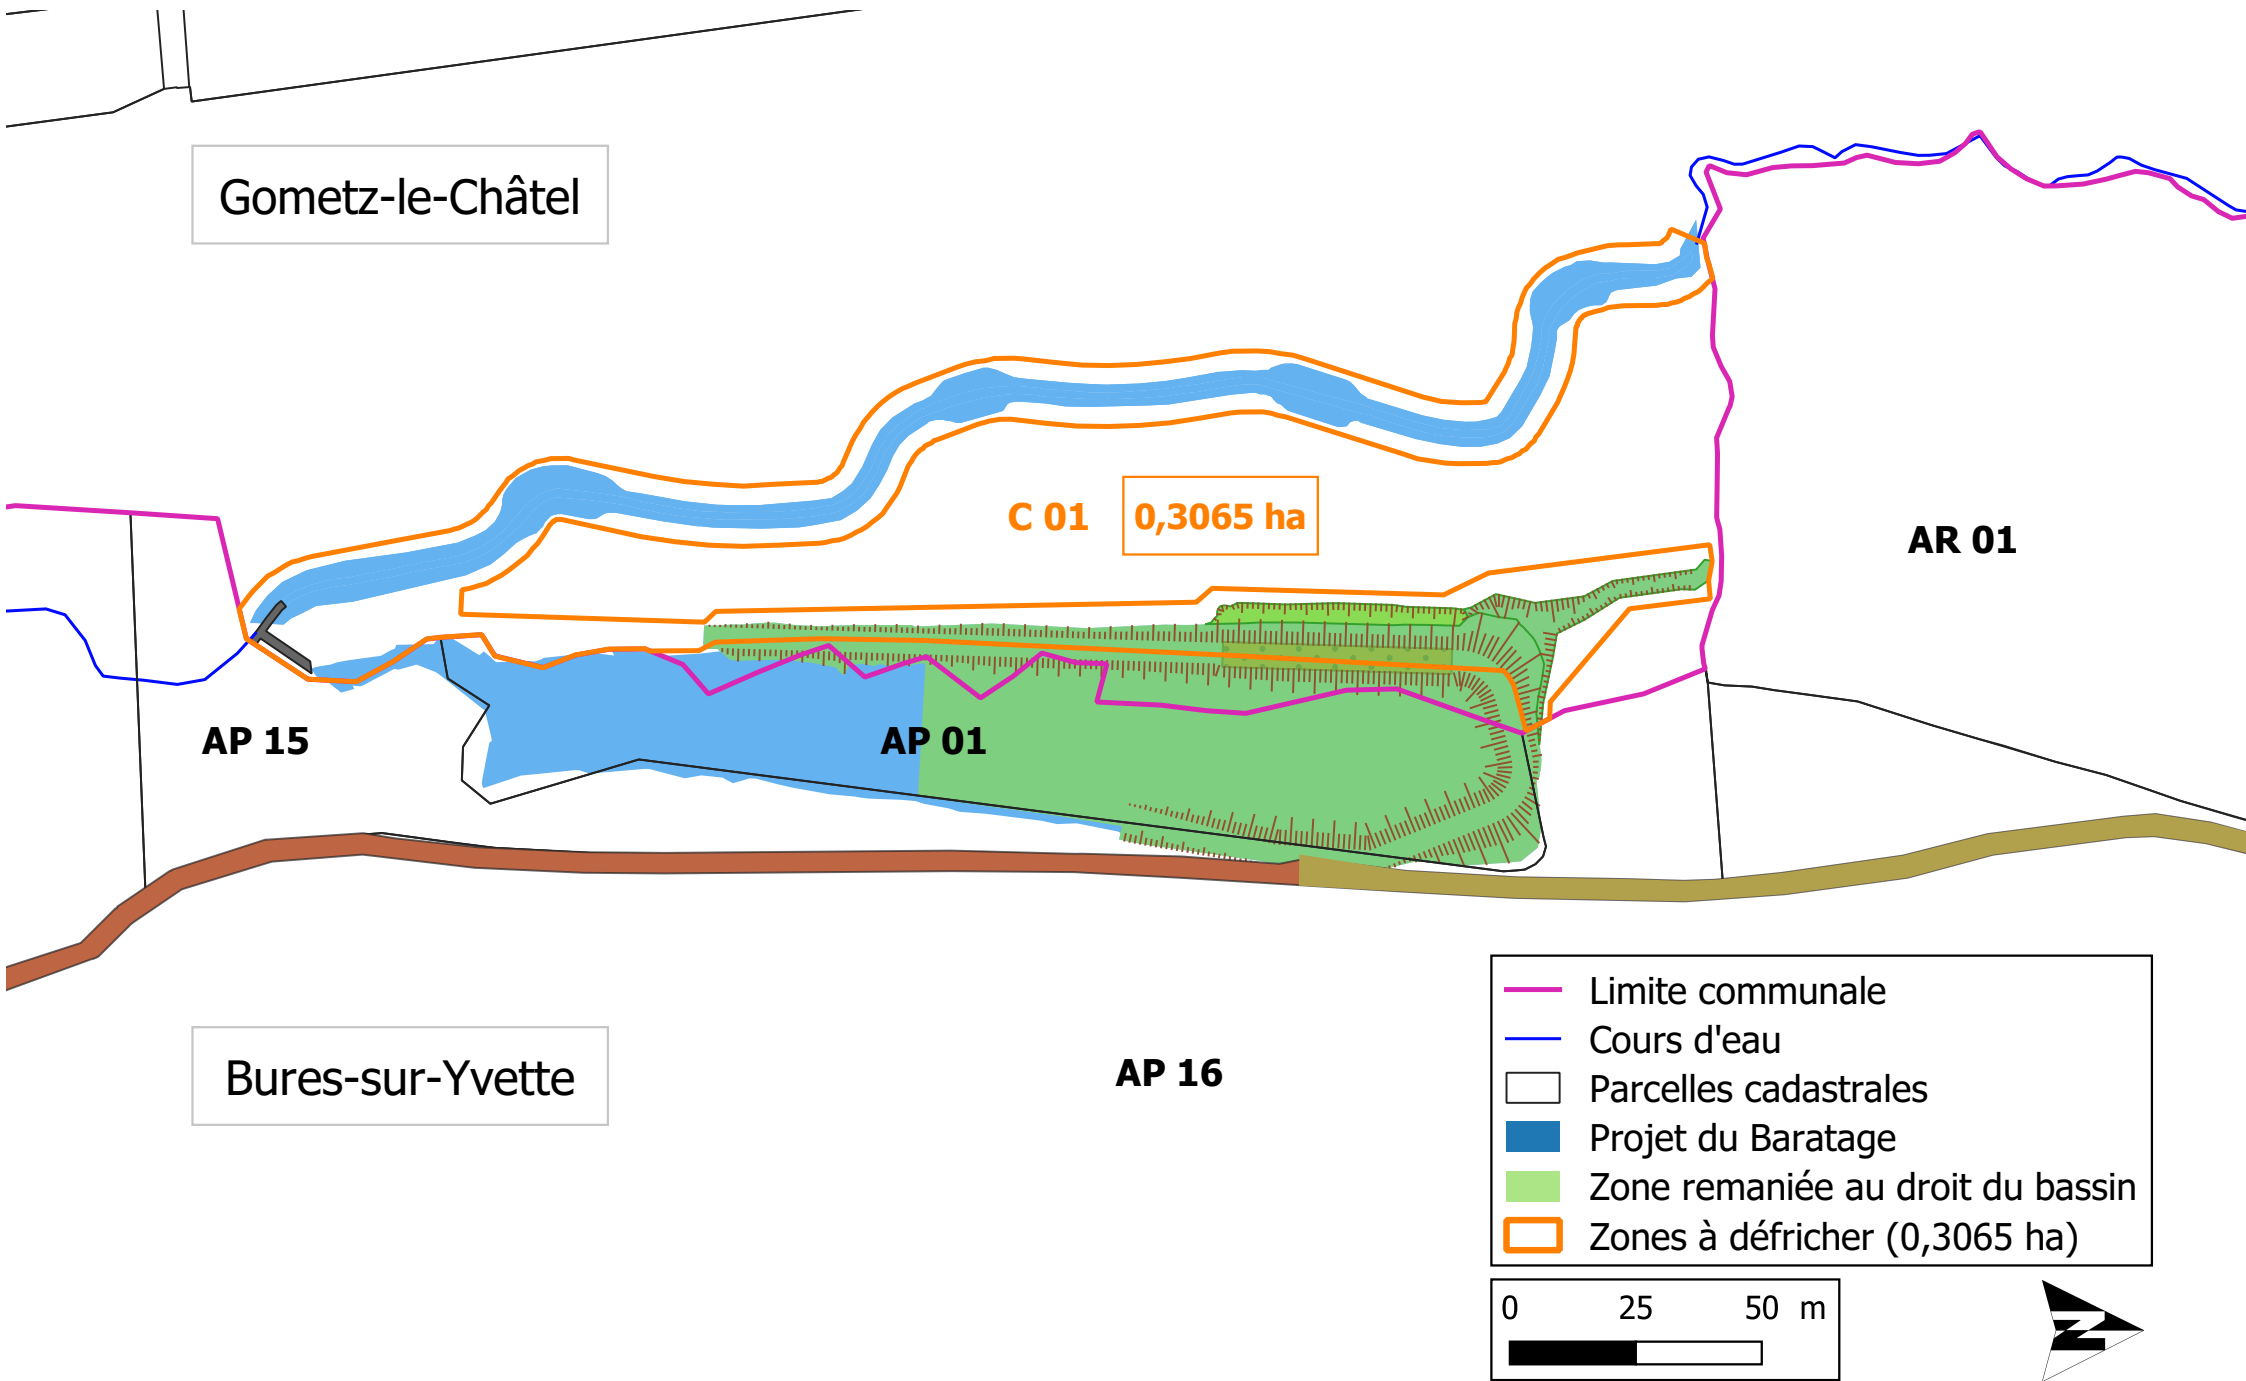 Gometz-le-Châtel
C 01 0,3065 ha
AR 01
AP 15
AP 01
Bures-sur-Yvette
AP 16
Limite communale
Cours d'eau
Parcelles cadastrales
Projet du Baratage
Zone remaniée au droit du bassin
Zones à défricher (0,3065 ha)
0 25 50 m
N